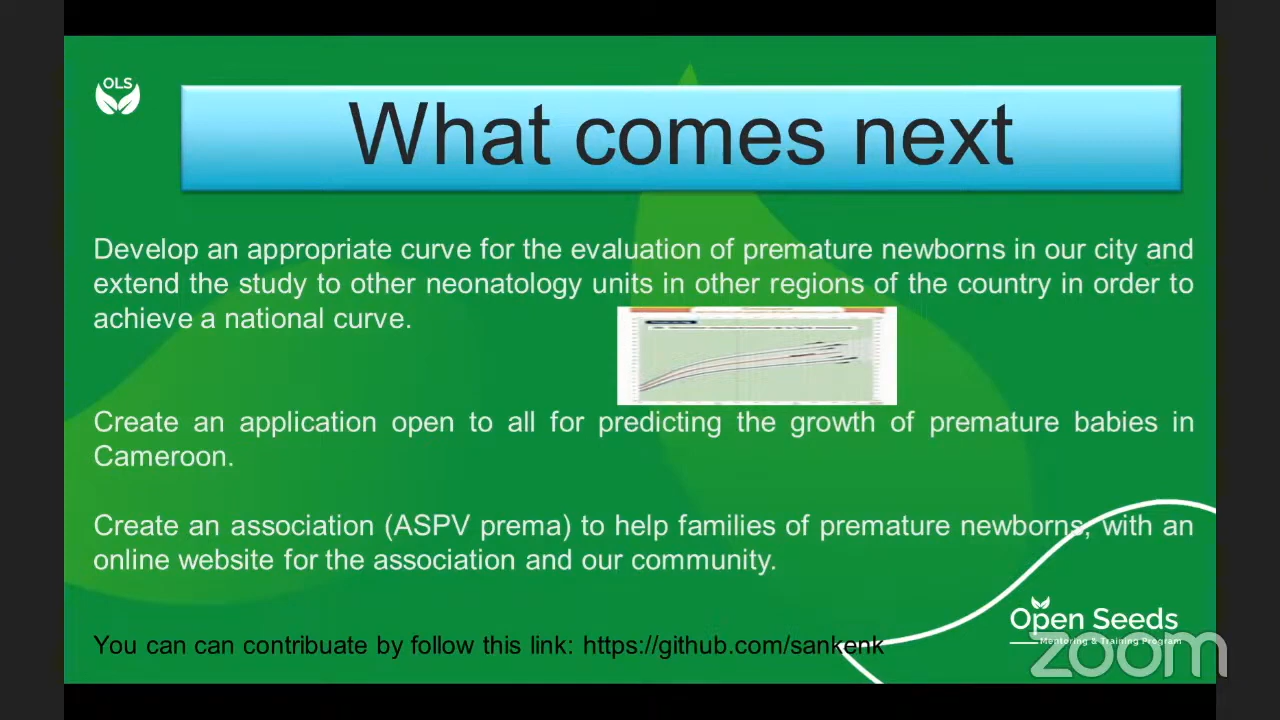 OLS
What comes next
Develop an appropriate curve for the evaluation of premature newborns in our city and
extend the study to other neonatology units in other regions of the country in order to
achieve a national curve.
Create an application open to all for predicting the growth of premature babies in
Cameroon.
Create an association (ASPV prema) to help families of premature newborns, with an
online website for the association and our community.
You can can contribuate by follow this link: https://github.com/sankenk
Open Seeds
Mentoring & Training Program
zoom